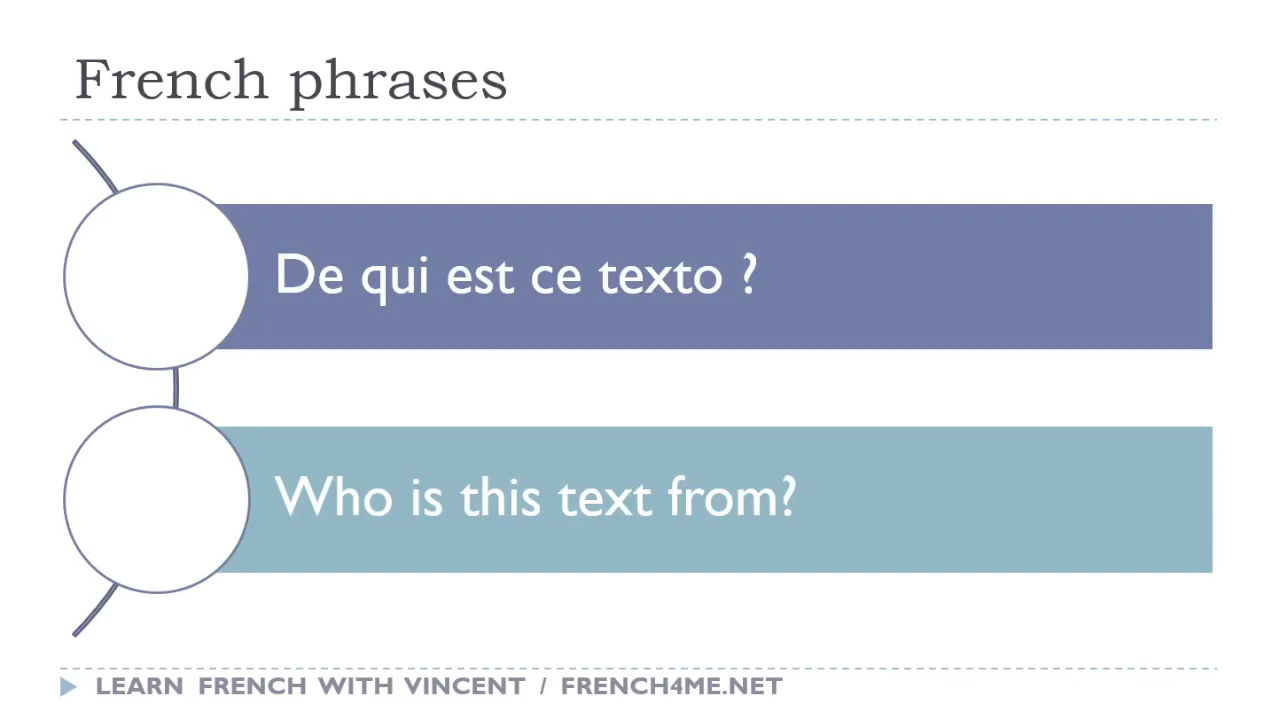 French phrases
De qui est ce texto ?
Who is this text from?
LEARN FRENCH WITH VINCENT / FRENCH4ME.NET